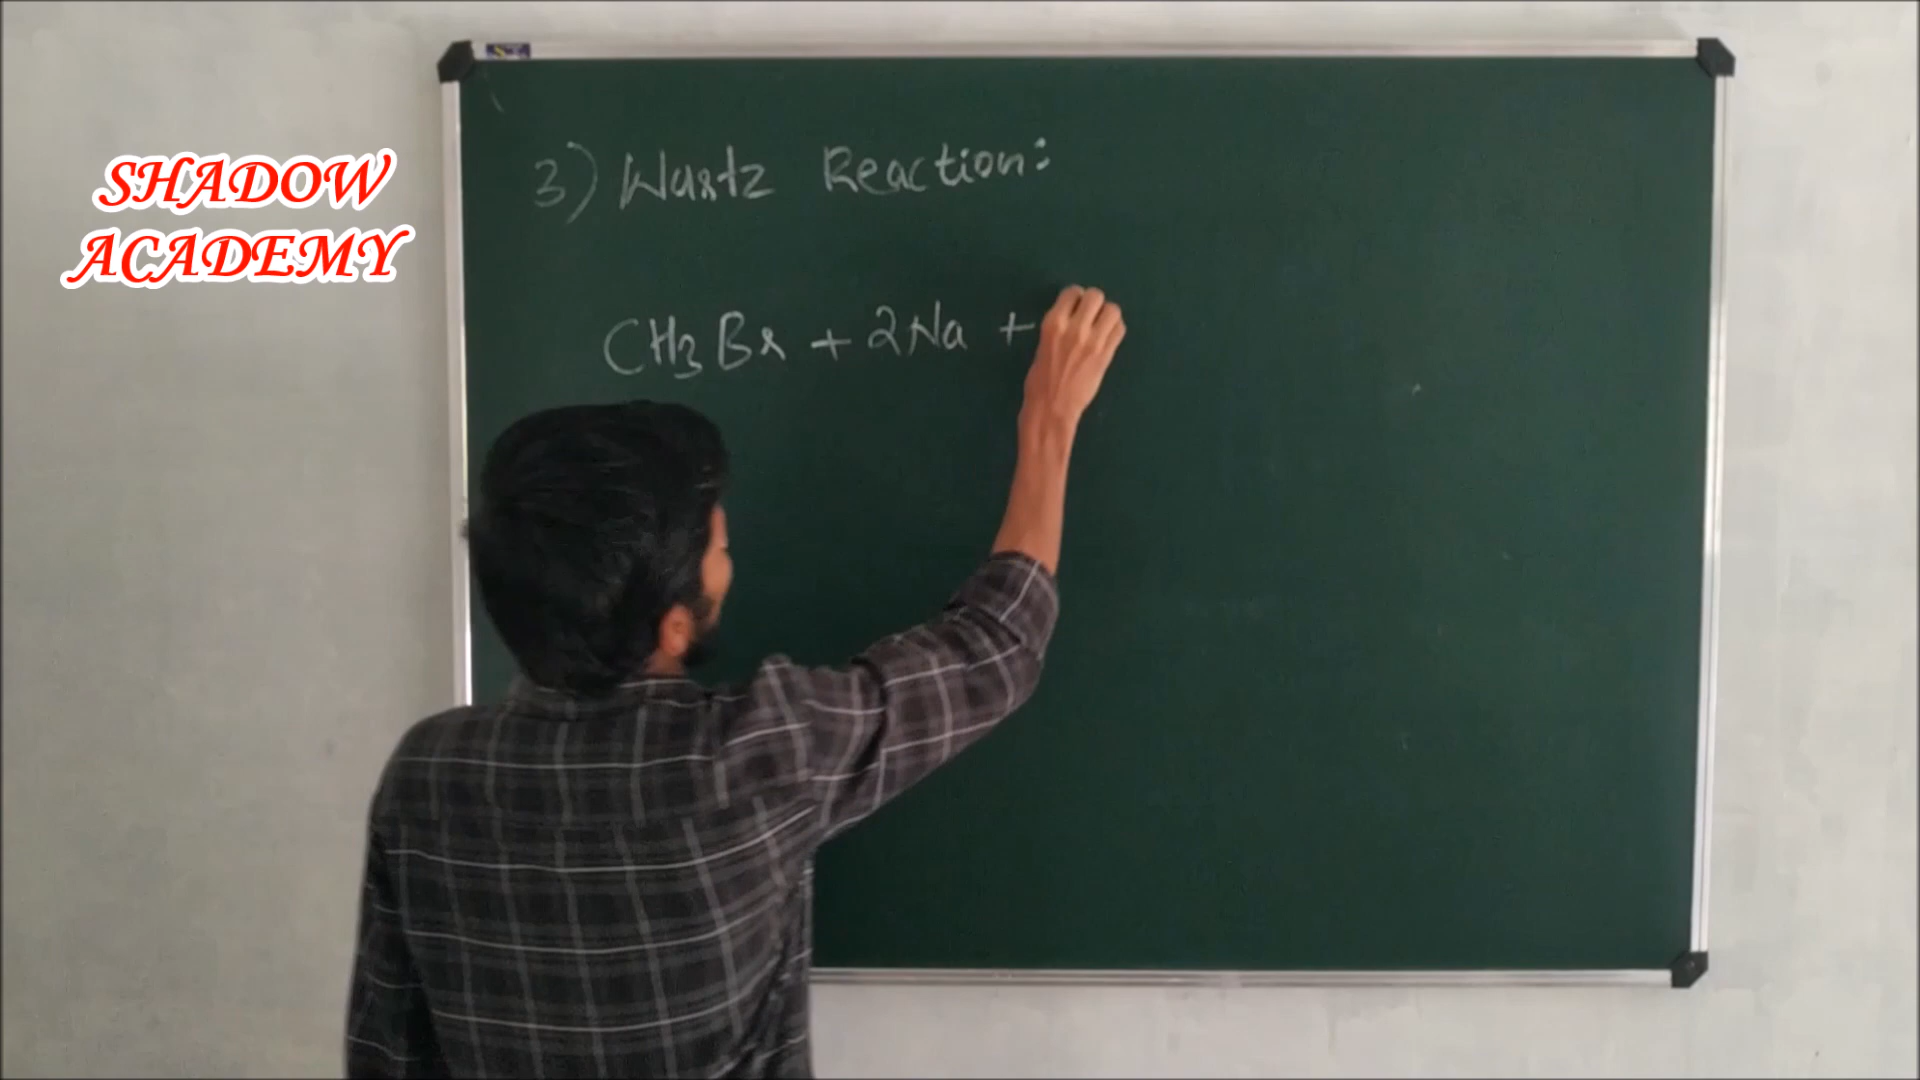 SHADOW
ACADEMY
3) Wurtz Reaction:
CH3Br + 2Na +